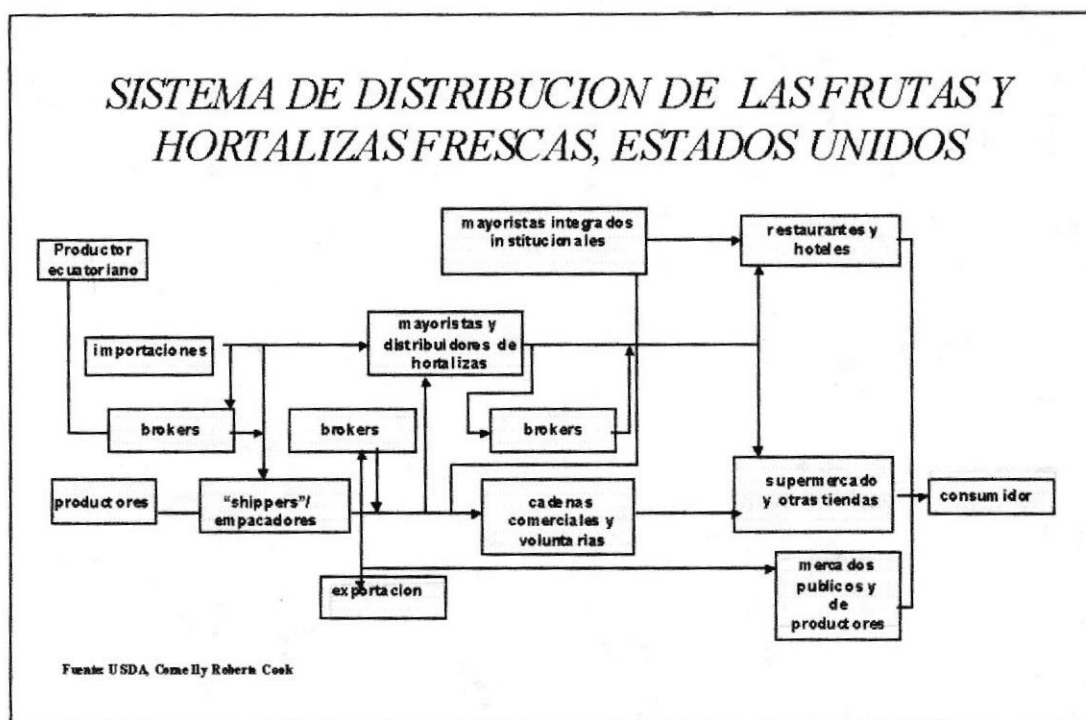 SISTEMA DE DISTRIBUCION DE LAS FRUTAS Y
HORTALIZAS FRESCAS, ESTADOS UNIDOS
mayoristas integrados
institucionales
restaurantes y
hoteles
Productor
ecuatoriano
importaciones
mayoristas y
distribuidores de
hortalizas
brokers
brokers
brokers
productores
"shippers"/
empacadores
cadenas
comerciales y
voluntarias
supermercado
y otras tiendas
consumidor
exportacion
mercados
publicos y
de
productores
Fuente: USDA, Cornell y Roberta Cook